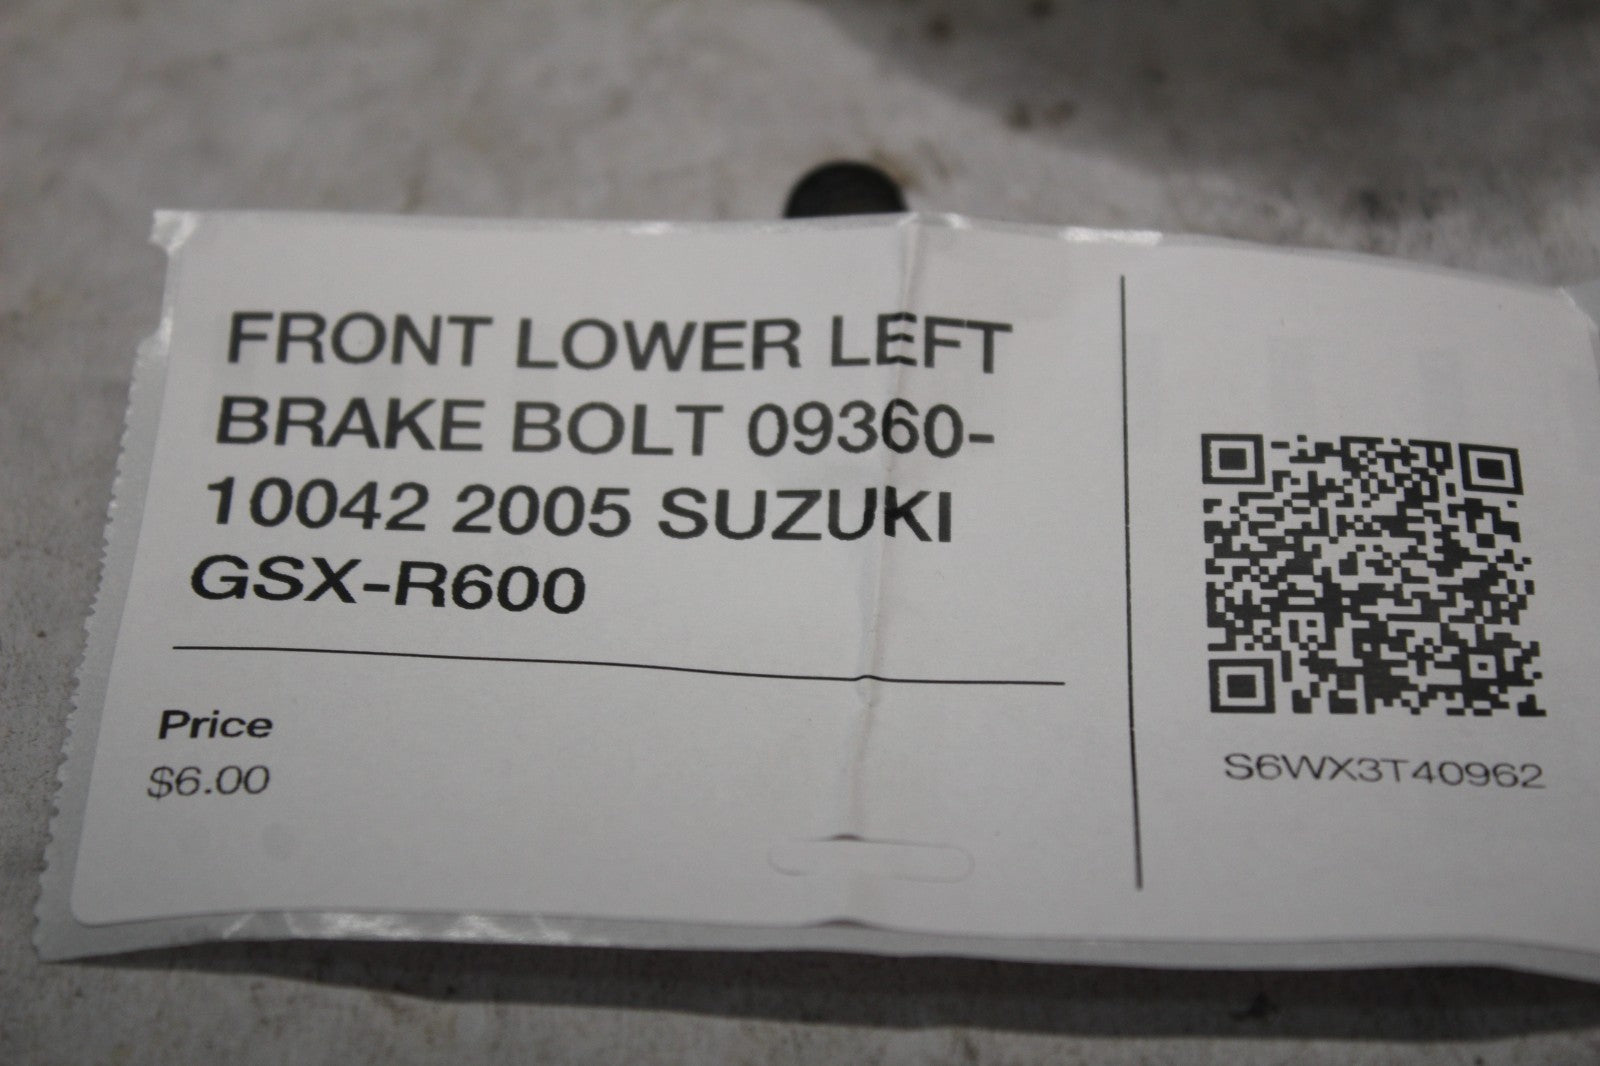 FRONT LOWER LEFT
BRAKE BOLT 09360-
10042 2005 SUZUKI
GSX-R600
Price
$6.00
S6WX3T40962